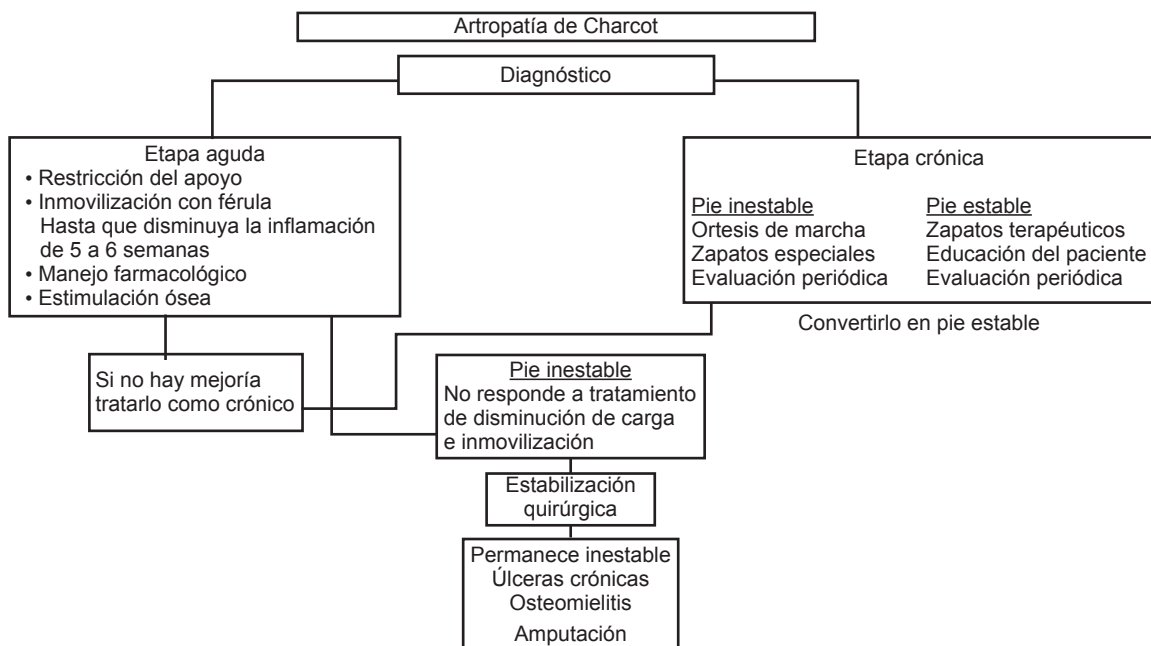 Artropatía de Charcot
Diagnóstico
Etapa aguda
• Restricción del apoyo
• Inmovilización con férula
Hasta que disminuya la inflamación
de 5 a 6 semanas
• Manejo farmacológico
• Estimulación ósea
Etapa crónica
Pie inestable
Ortesis de marcha
Zapatos especiales
Evaluación periódica
Pie estable
Zapatos terapéuticos
Educación del paciente
Evaluación periódica
Convertirlo en pie estable
Si no hay mejoría
tratarlo como crónico
Pie inestable
No responde a tratamiento
de disminución de carga
e inmovilización
Estabilización
quirúrgica
Permanece inestable
Úlceras crónicas
Osteomielitis
Amputación